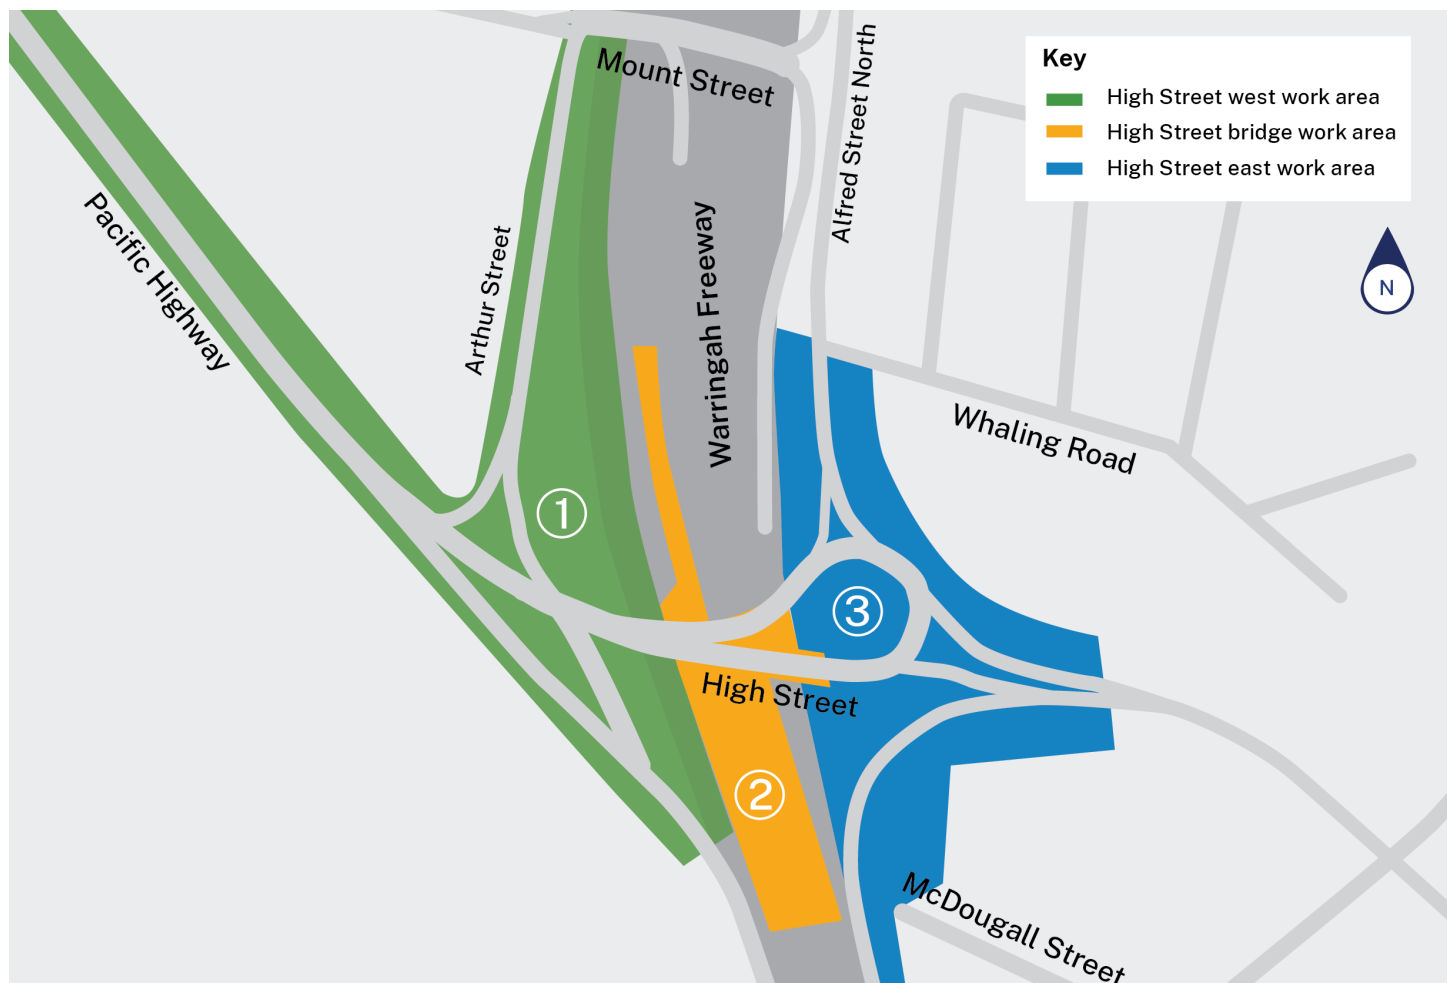 Key
High Street west work area
High Street bridge work area
High Street east work area
N
Mount Street
Alfred Street North
Pacific Highway
Arthur Street
Warringah Freeway
Whaling Road
1
3
High Street
2
McDougall Street